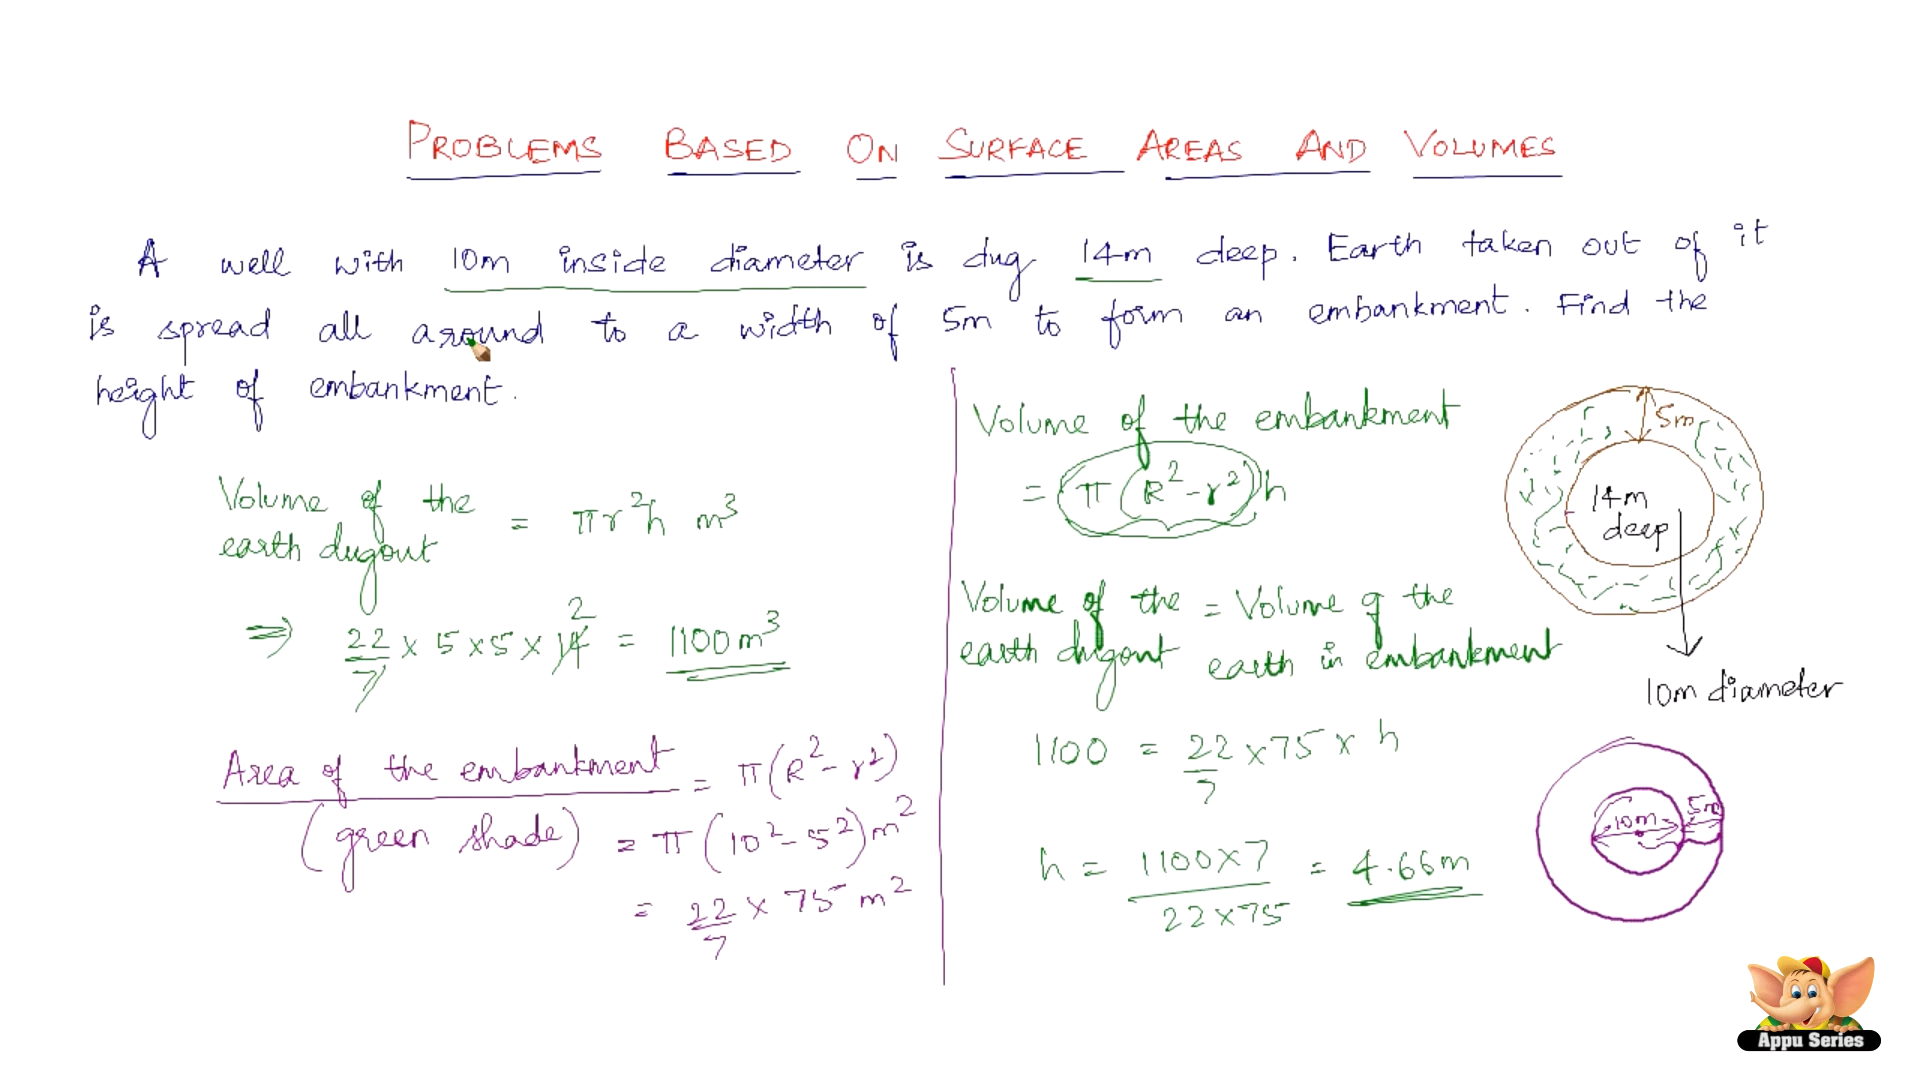 PROBLEMS BASED ON SURFACE AREAS AND VOLUMES
A well with 10m inside diameter is dug 14m deep. Earth taken out of it
is spread all around to a width of 5m to form an embankment. Find the
height of embankment.
Volume of the
earth dugout = πr²h m³
⇒ 22/7 × 5 × 5 × 14 2 = 1100 m³
Area of the embankment = π(R² - r²)
(green shade) = π(10² - 5²) m²
= 22/7 × 75 m²
Volume of the embankment
= π(R² - r²)h
Volume of the = Volume of the
earth dugout earth in embankment
1100 = 22/7 × 75 × h
h = 1100 × 7 / 22 × 75 = 4.66m
5m
14m
deep
10m diameter
10m 5m
Appu Series